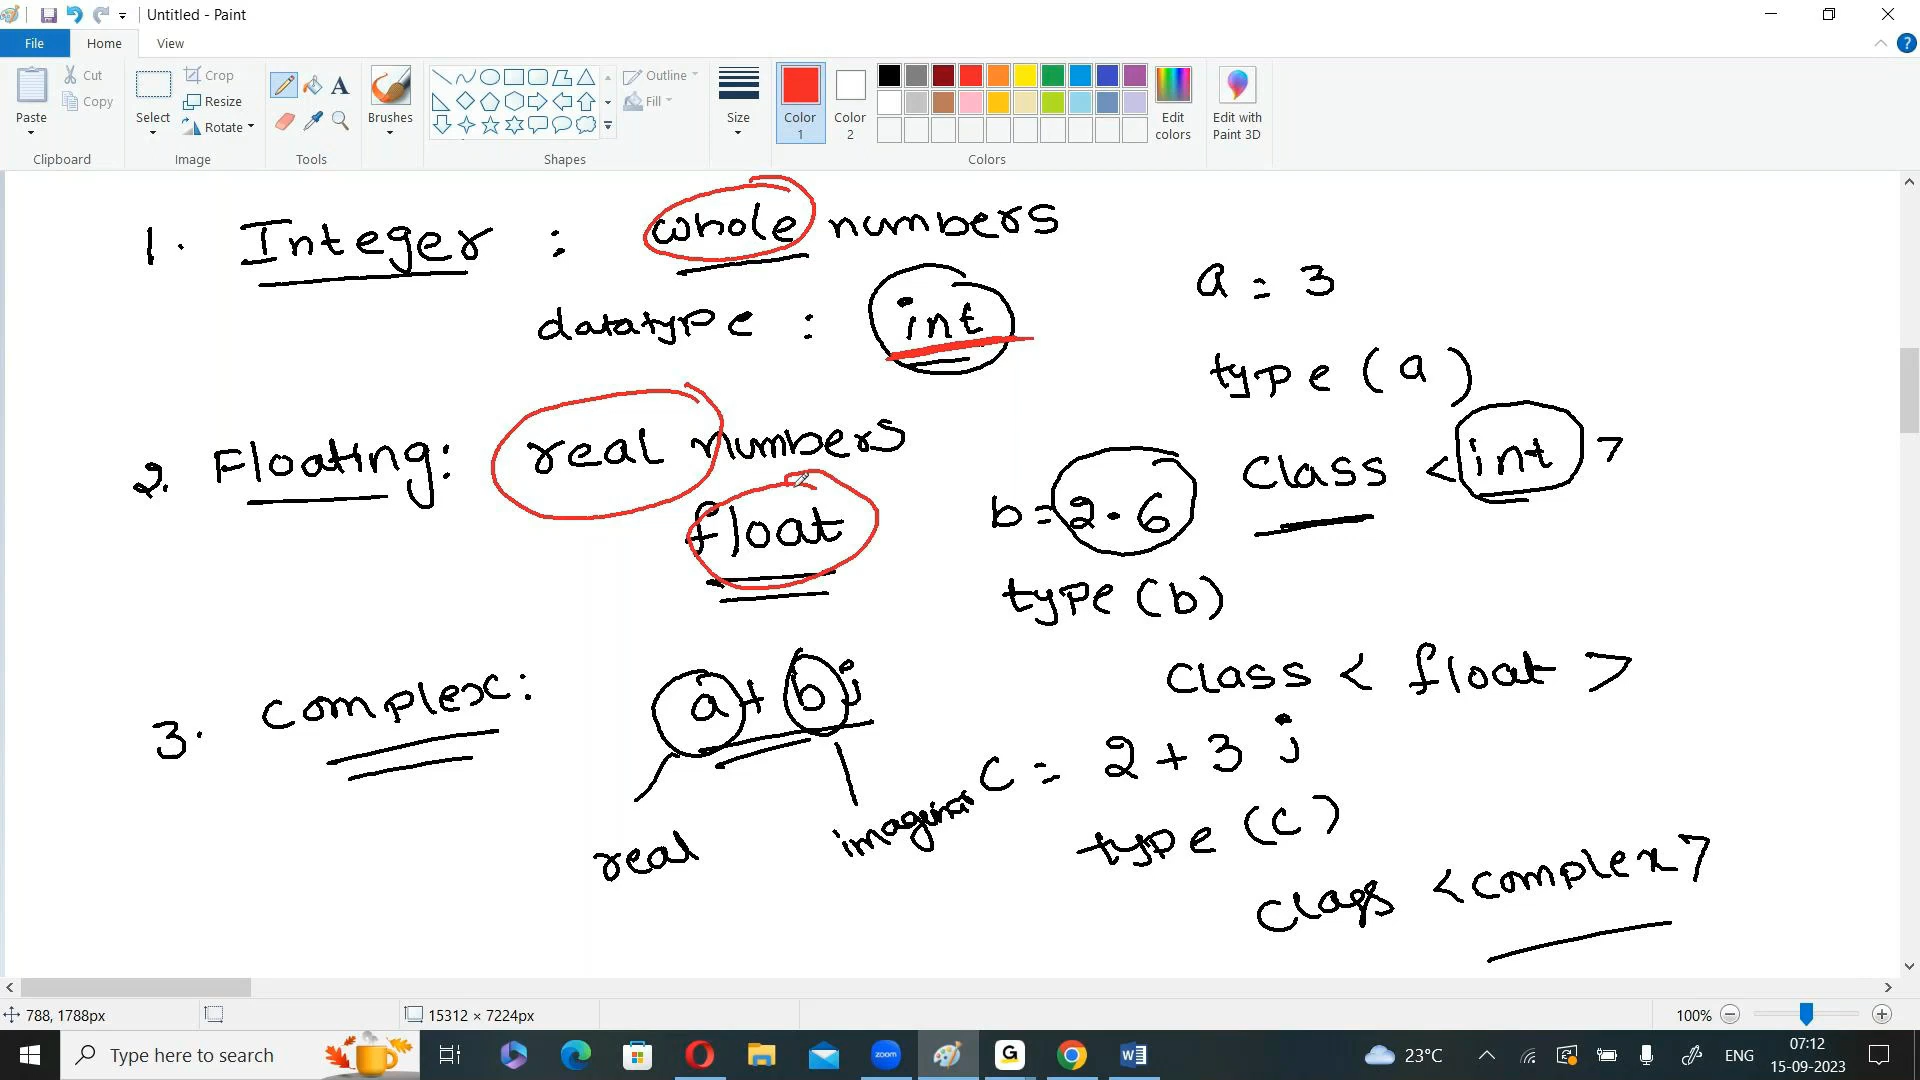 Untitled - Paint
File Home View
Cut
Copy
Paste
Clipboard
Crop
Resize
Rotate
Select
Image
Tools
Brushes
Outline
Fill
Shapes
Size
Color 1
Color 2
Edit colors
Colors
Edit with Paint 3D
1. Integer : whole numbers
datatype : int
a = 3
type (a)
class <int>
2. Floating: real numbers
float
b = 2.6
type (b)
class < float >
3. complex: a + bj
real
c = 2 + 3 j
type (c)
class <complex>
788, 1788px
15312 × 7224px
100%
Type here to search
zoom
G
W
23°C
ENG
07:12
15-09-2023